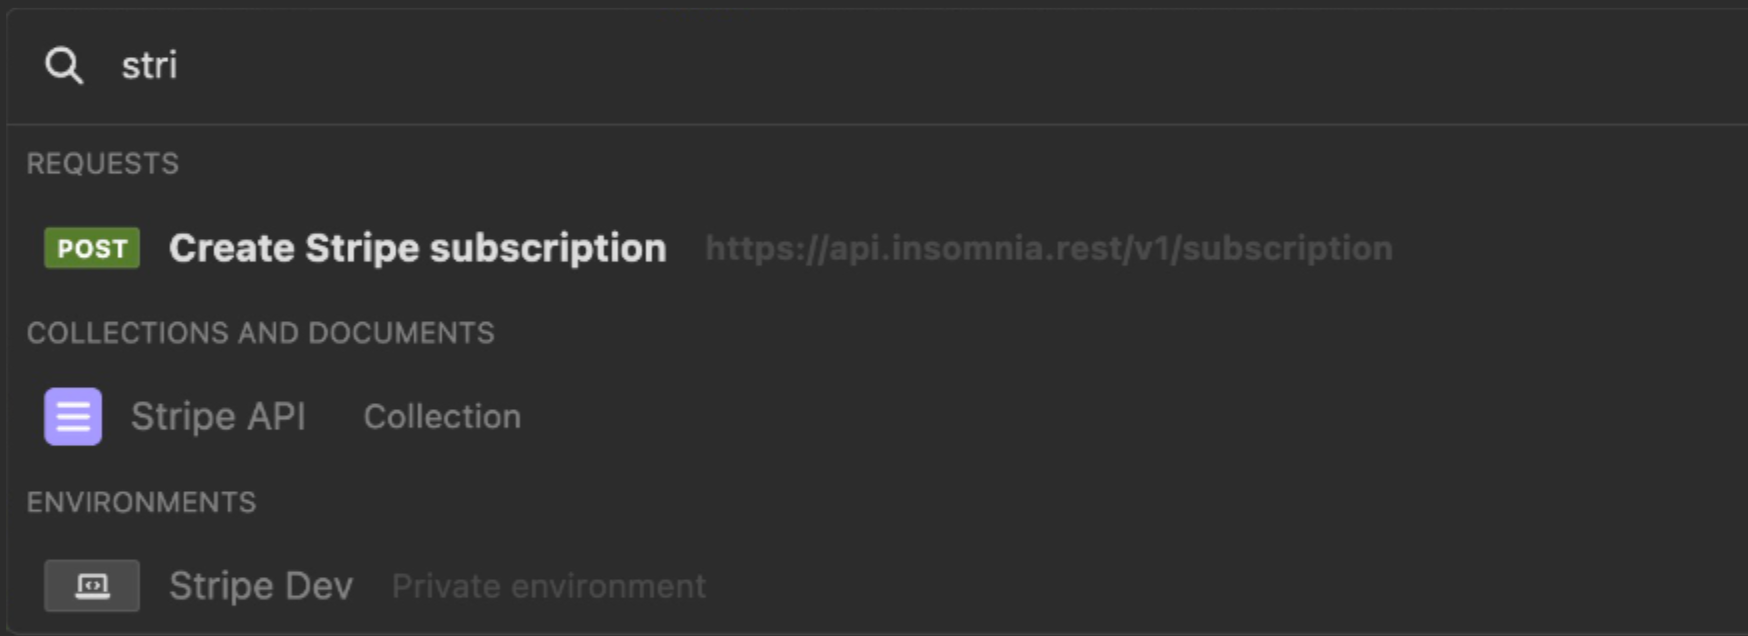 stri
REQUESTS
POST Create Stripe subscription https://api.insomnia.rest/v1/subscription
COLLECTIONS AND DOCUMENTS
Stripe API Collection
ENVIRONMENTS
Stripe Dev Private environment